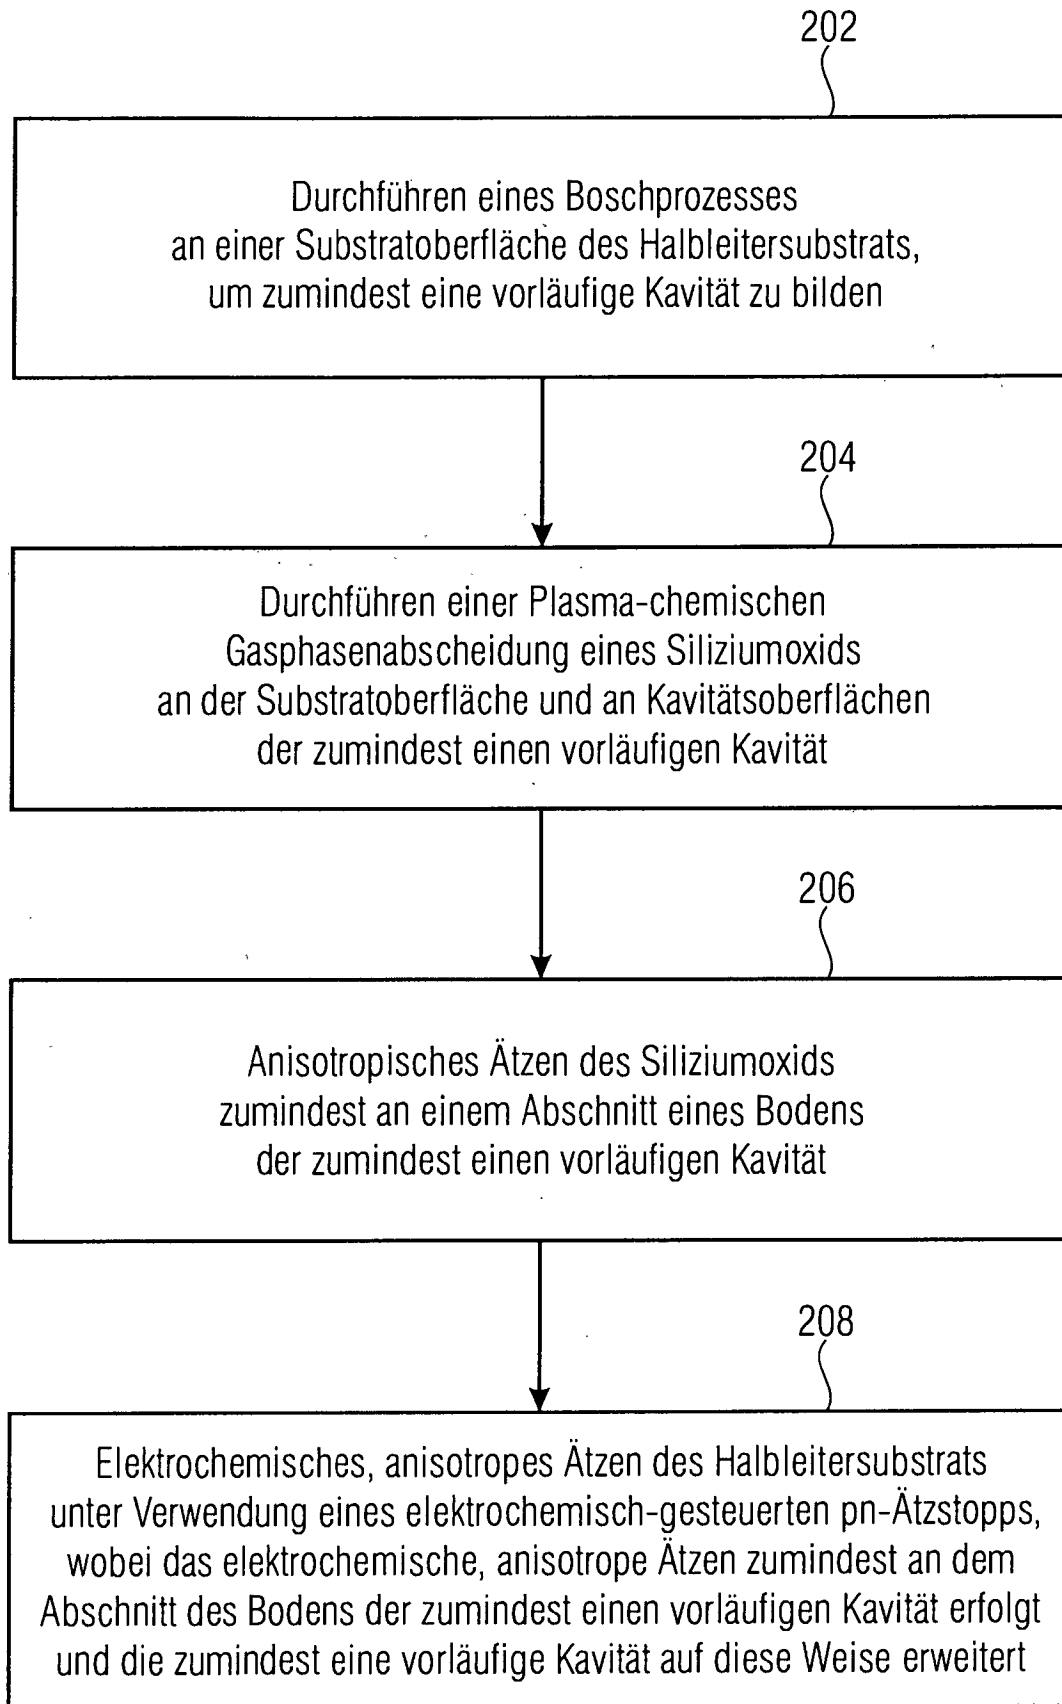 202
Durchführen eines Boschprozesses
an einer Substratoberfläche des Halbleitersubstrats,
um zumindest eine vorläufige Kavität zu bilden
204
Durchführen einer Plasma-chemischen
Gasphasenabscheidung eines Siliziumoxids
an der Substratoberfläche und an Kavitätsoberflächen
der zumindest einen vorläufigen Kavität
206
Anisotropisches Ätzen des Siliziumoxids
zumindest an einem Abschnitt eines Bodens
der zumindest einen vorläufigen Kavität
208
Elektrochemisches, anisotropes Ätzen des Halbleitersubstrats
unter Verwendung eines elektrochemisch-gesteuerten pn-Ätzstopps,
wobei das elektrochemische, anisotrope Ätzen zumindest an dem
Abschnitt des Bodens der zumindest einen vorläufigen Kavität erfolgt
und die zumindest eine vorläufige Kavität auf diese Weise erweitert